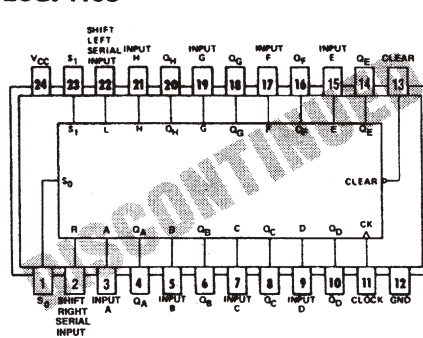 SHIFT
LEFT
SERIAL
INPUT
VCC S1 INPUT H QH INPUT G QG INPUT F QF INPUT E QE CLEAR
24 23 22 21 20 19 18 17 16 15 14 13
S1 L H QH G QG F QF E QE
S0 CLEAR
R A QA B QB C QC D QD CK
1 2 3 4 5 6 7 8 9 10 11 12
S0 SHIFT RIGHT SERIAL INPUT INPUT A QA INPUT B QB INPUT C QC INPUT D QD CLOCK GND
DISCONTINUED